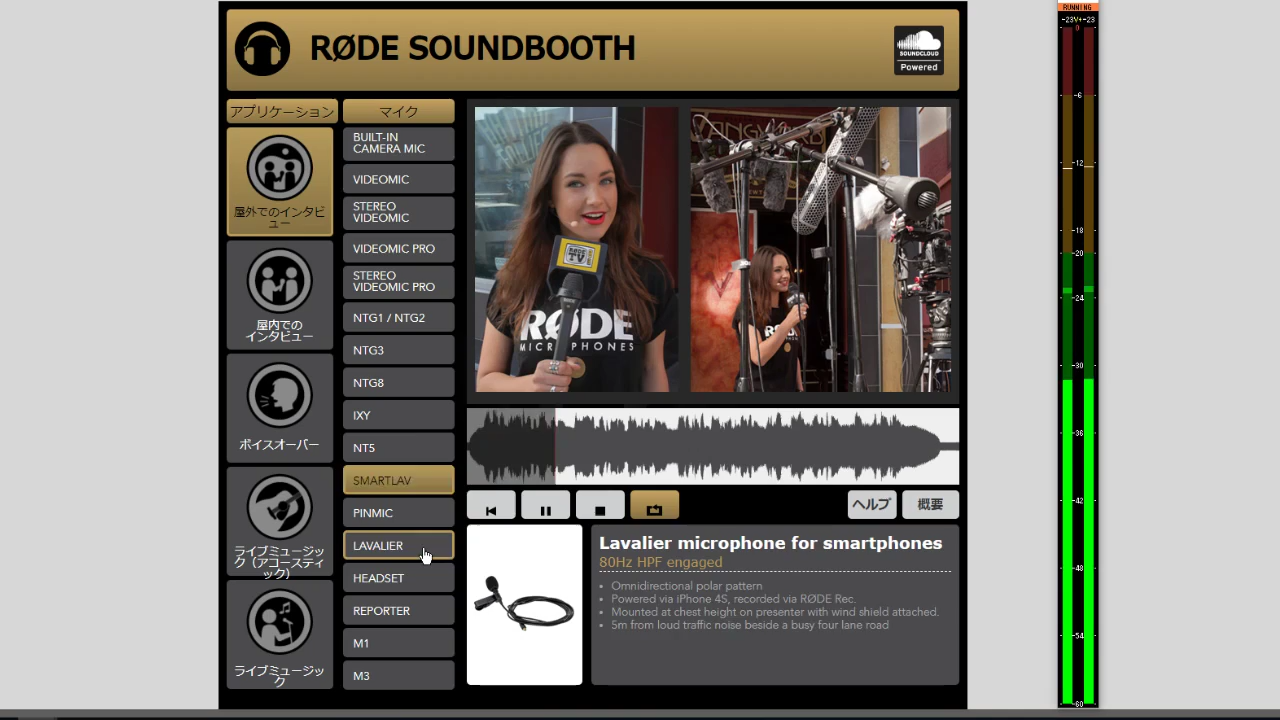 RØDE SOUNDBOOTH
SOUNDCLOUD
Powered
アプリケーション
屋外でのインタビ
ュー
屋内での
インタビュー
ボイスオーバー
ライブミュージッ
ク（アコースティ
ック）
ライブミュージッ
ク
マイク
BUILT-IN
CAMERA MIC
VIDEOMIC
STEREO
VIDEOMIC
VIDEOMIC PRO
STEREO
VIDEOMIC PRO
NTG1 / NTG2
NTG3
NTG8
IXY
NT5
SMARTLAV
PINMIC
LAVALIER
HEADSET
REPORTER
M1
M3
RØDE
TV
RØDE
MICROPHONES
ヘルプ
概要
Lavalier microphone for smartphones
80Hz HPF engaged
Omnidirectional polar pattern
Powered via iPhone 4S, recorded via RØDE Rec.
Mounted at chest height on presenter with wind shield attached.
5m from loud traffic noise beside a busy four lane road
RUNNING
-23V+-23
0
-6
-12
-18
-20
-24
-30
-36
-42
-48
-54
-60